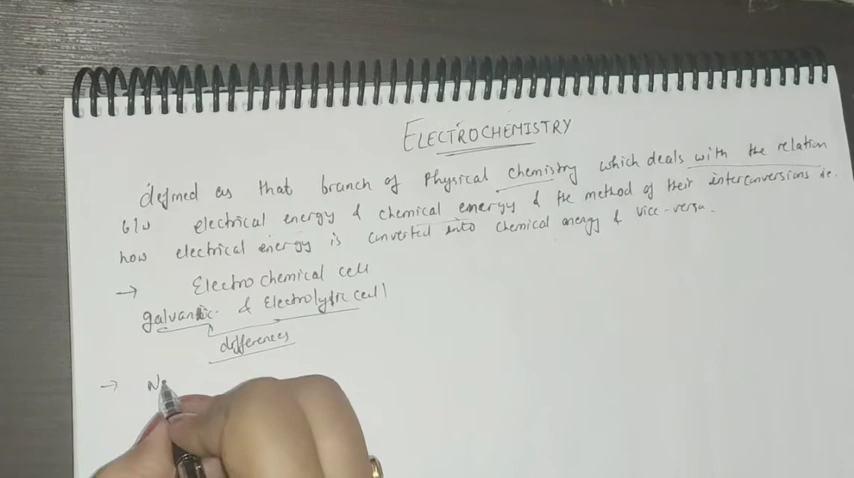 ELECTROCHEMISTRY
defined as that branch of Physical chemistry which deals with the relation
b/w electrical energy & chemical energy & the method of their interconversions i.e.
how electrical energy is converted into chemical energy & vice-versa.
→ Electrochemical cell
galvanic & Electrolytic cell
differences
→ N